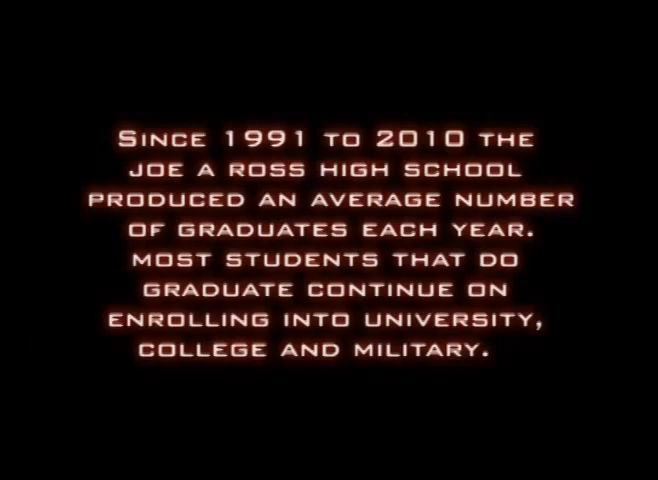 Since 1991 to 2010 the
Joe A Ross High School
produced an average number
of graduates each year.
Most students that do
graduate continue on
enrolling into university,
college and military.